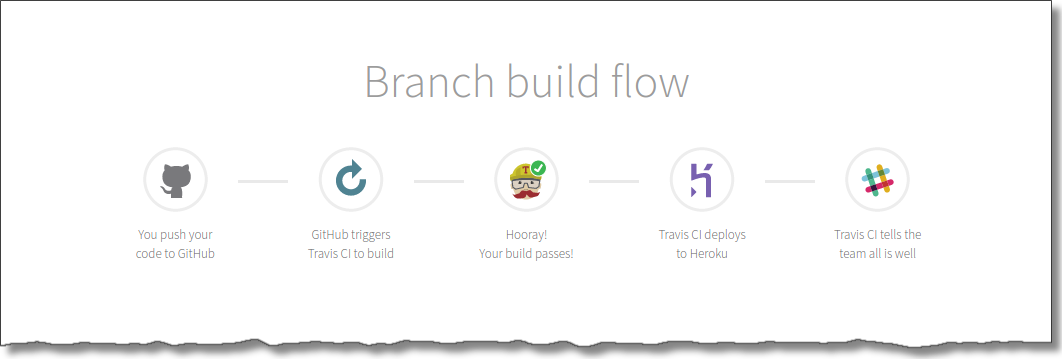 Branch build flow
You push your
code to GitHub
GitHub triggers
Travis CI to build
Hooray!
Your build passes!
Travis CI deploys
to Heroku
Travis CI tells the
team all is well